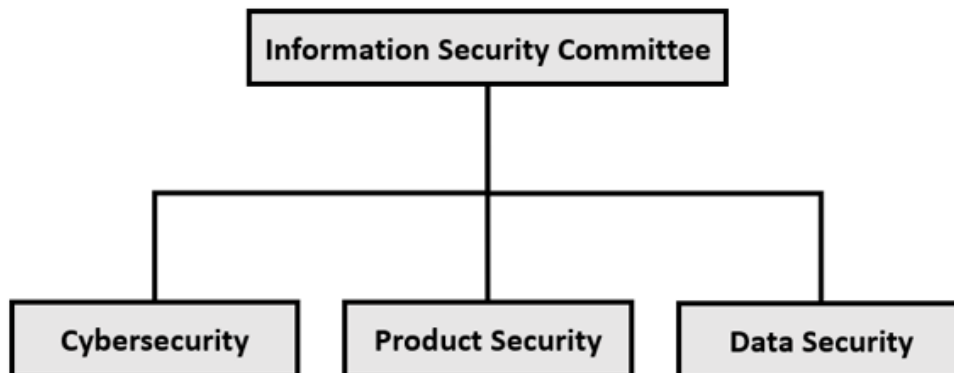 Information Security Committee
Cybersecurity
Product Security
Data Security